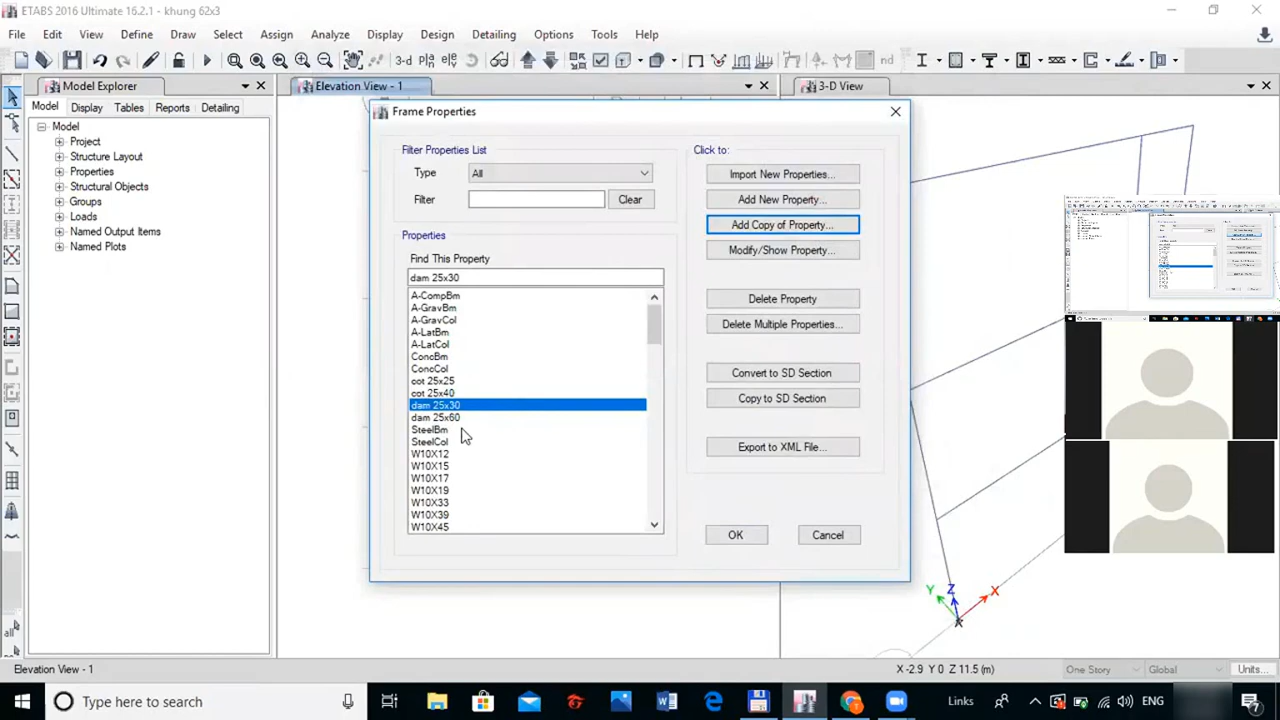 ETABS 2016 Ultimate 16.2.1 - khung 62x3
File Edit View Define Draw Select Assign Analyze Display Design Detailing Options Tools Help
3-d plä elë
nd
Model Explorer
Elevation View - 1
3-D View
Model Display Tables Reports Detailing
Model
Project
Structure Layout
Properties
Structural Objects
Groups
Loads
Named Output Items
Named Plots
all
Frame Properties
Filter Properties List
Type All
Filter Clear
Properties
Find This Property
dam 25x30
A-CompBm
A-GravBm
A-GravCol
A-LatBm
A-LatCol
ConcBm
ConcCol
cot 25x25
cot 25x40
dam 25x30
dam 25x60
SteelBm
SteelCol
W10X12
W10X15
W10X17
W10X19
W10X33
W10X39
W10X45
Click to:
Import New Properties...
Add New Property...
Add Copy of Property...
Modify/Show Property...
Delete Property
Delete Multiple Properties...
Convert to SD Section
Copy to SD Section
Export to XML File...
OK Cancel
Y Z X
Elevation View - 1
X -2.9 Y 0 Z 11.5 (m)
One Story Global Units...
Type here to search
Links
ENG
7